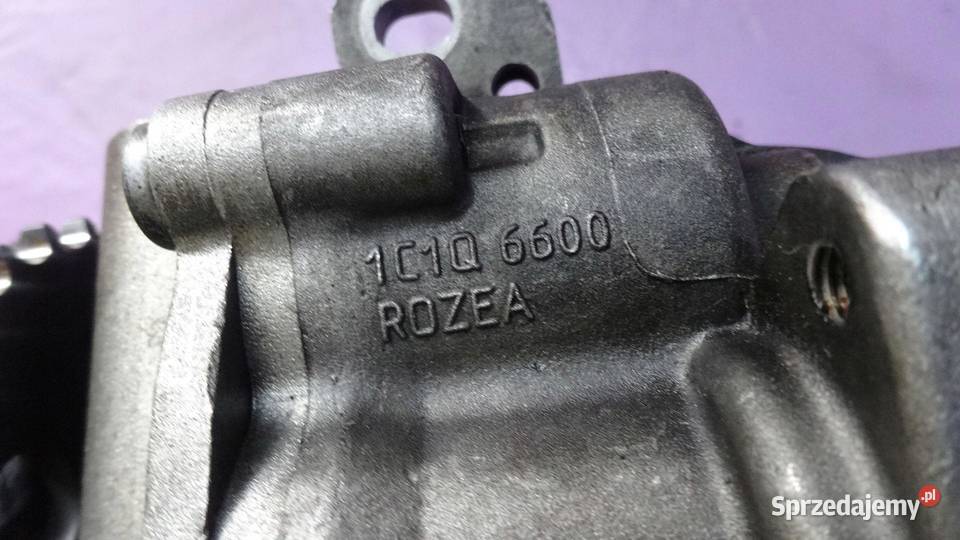 1C1Q 6600
ROZEA
Sprzedajemy.pl